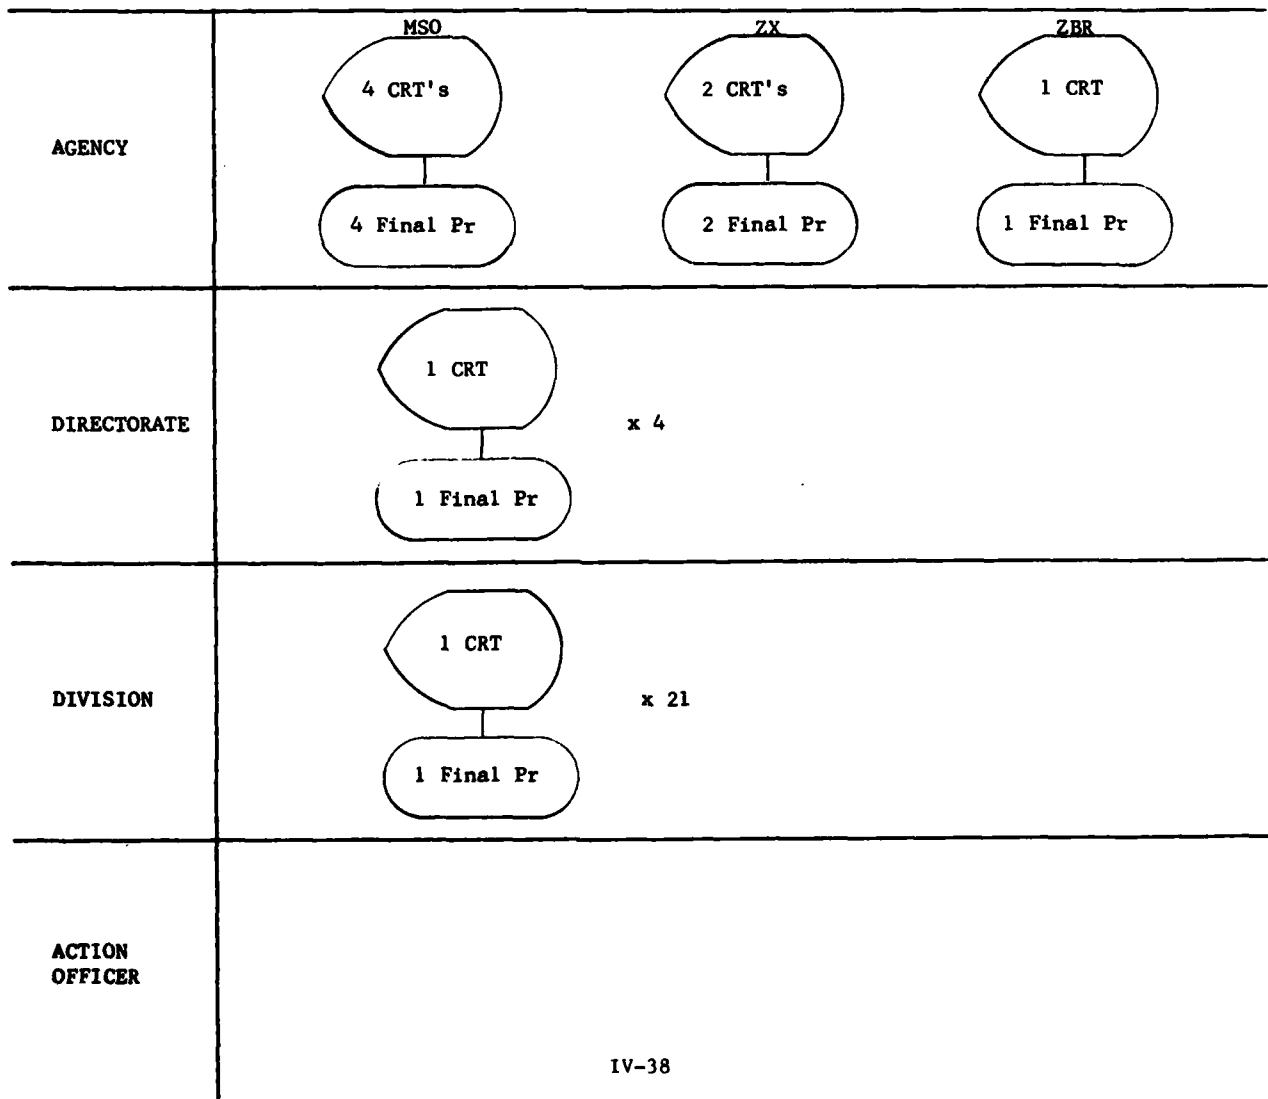 MSO ZX ZBR
4 CRT's 2 CRT's 1 CRT
AGENCY
4 Final Pr 2 Final Pr 1 Final Pr
1 CRT
DIRECTORATE x 4
1 Final Pr
1 CRT
DIVISION x 21
1 Final Pr
ACTION
OFFICER
IV-38